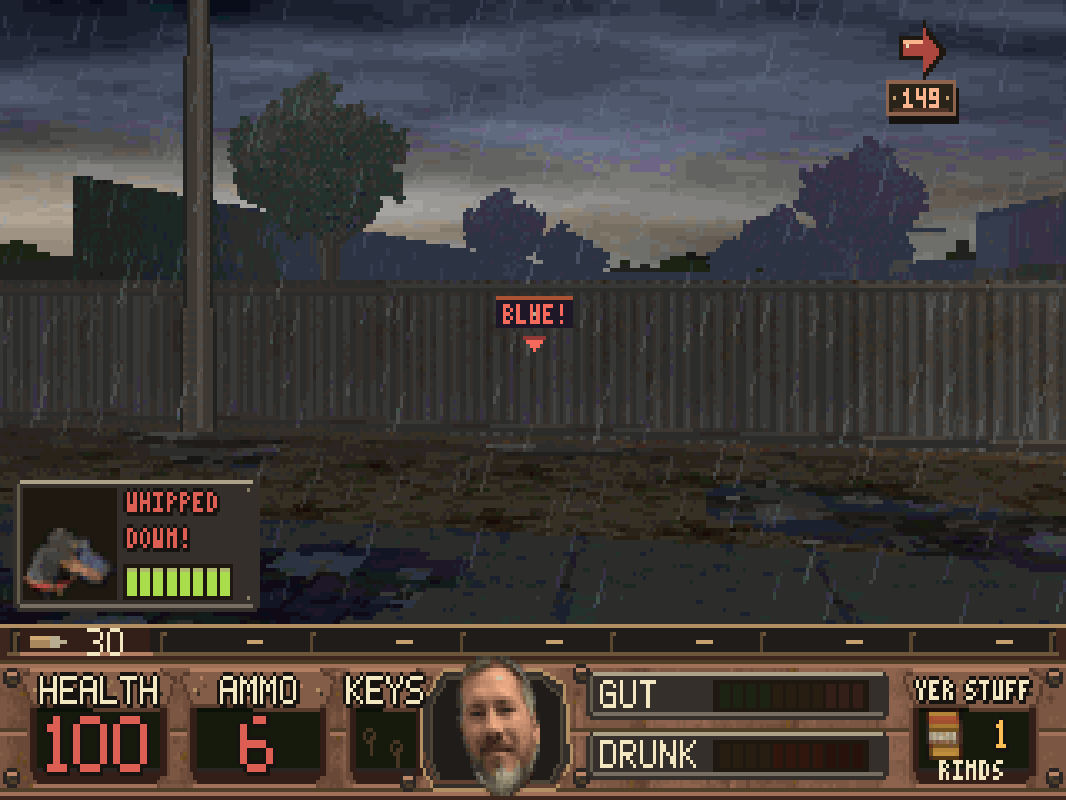 149
BLUE!
WHIPPED
DOWN!
30
HEALTH
AMMO
KEYS
GUT
YER STUFF
100
6
1
DRUNK
RINDS